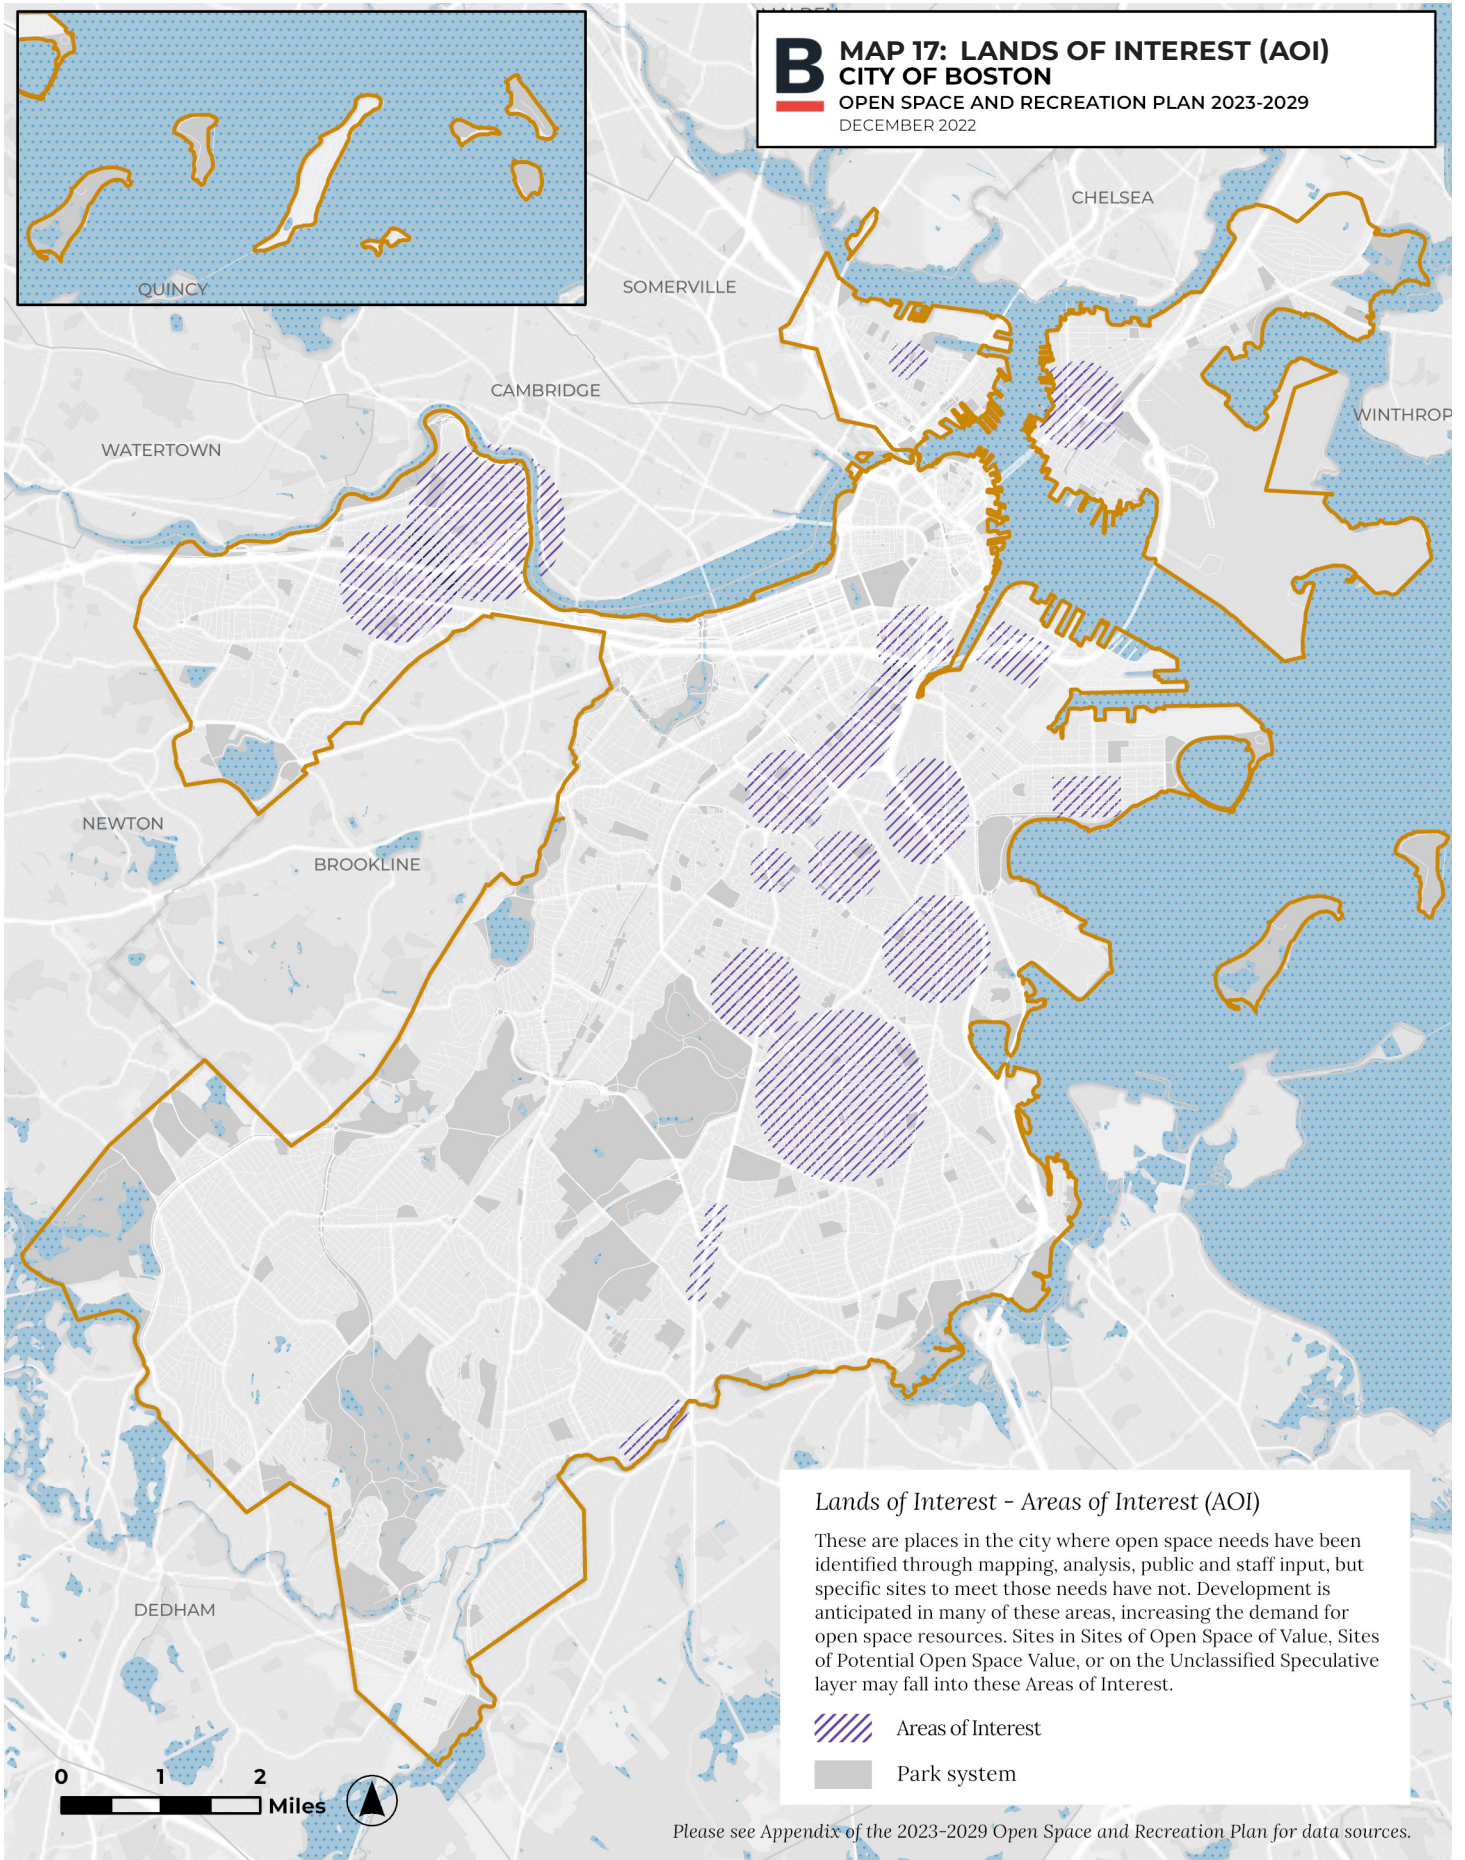 B
MAP 17: LANDS OF INTEREST (AOI)
CITY OF BOSTON
OPEN SPACE AND RECREATION PLAN 2023-2029
DECEMBER 2022
CHELSEA
QUINCY
SOMERVILLE
CAMBRIDGE
WINTHROP
WATERTOWN
NEWTON
BROOKLINE
DEDHAM
Lands of Interest - Areas of Interest (AOI)
These are places in the city where open space needs have been
identified through mapping, analysis, public and staff input, but
specific sites to meet those needs have not. Development is
anticipated in many of these areas, increasing the demand for
open space resources. Sites in Sites of Open Space of Value, Sites
of Potential Open Space Value, or on the Unclassified Speculative
layer may fall into these Areas of Interest.
Areas of Interest
Park system
0 1 2
Miles
Please see Appendix of the 2023-2029 Open Space and Recreation Plan for data sources.